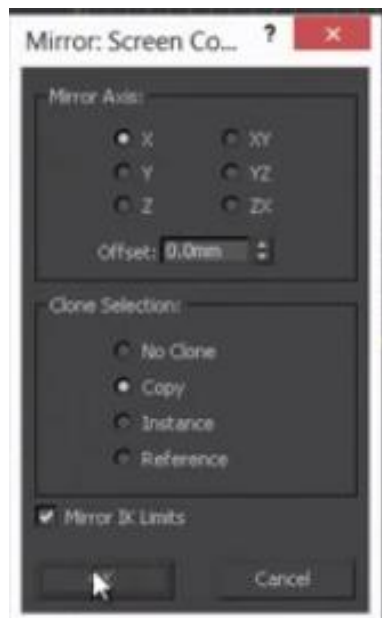 Mirror: Screen Co... ?
Mirror Axis:
X XY
Y YZ
Z ZX
Offset: 0.0mm
Clone Selection:
No Clone
Copy
Instance
Reference
Mirror IK Limits
Cancel